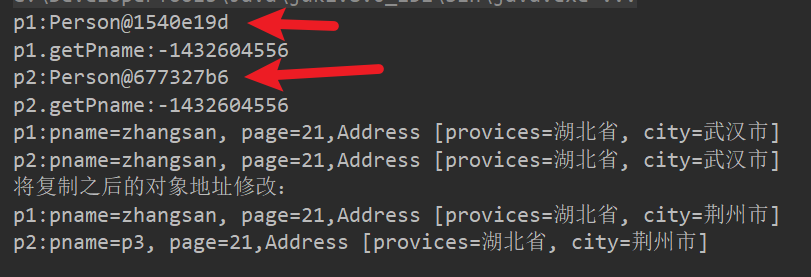 p1:Person@1540e19d
p1.getPname:-1432604556
p2:Person@677327b6
p2.getPname:-1432604556
p1:pname=zhangsan, page=21,Address [provices=湖北省, city=武汉市]
p2:pname=zhangsan, page=21,Address [provices=湖北省, city=武汉市]
将复制之后的对象地址修改：
p1:pname=zhangsan, page=21,Address [provices=湖北省, city=荆州市]
p2:pname=p3, page=21,Address [provices=湖北省, city=荆州市]